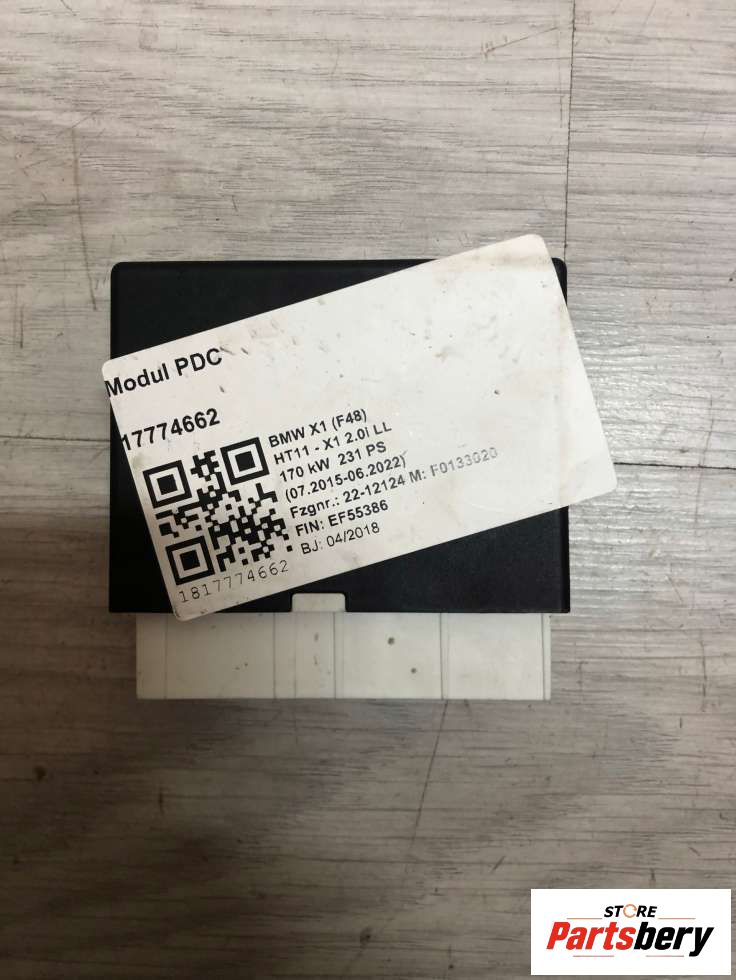 Modul PDC
17774662
BMW X1 (F48)
HT11 - X1 2.0i LL
170 kW 231 PS
(07.2015-06.2022)
Fzgnr.: 22-12124 M: F0133020
FIN: EF55386
BJ: 04/2018
1817774662
STORE
Partsbery